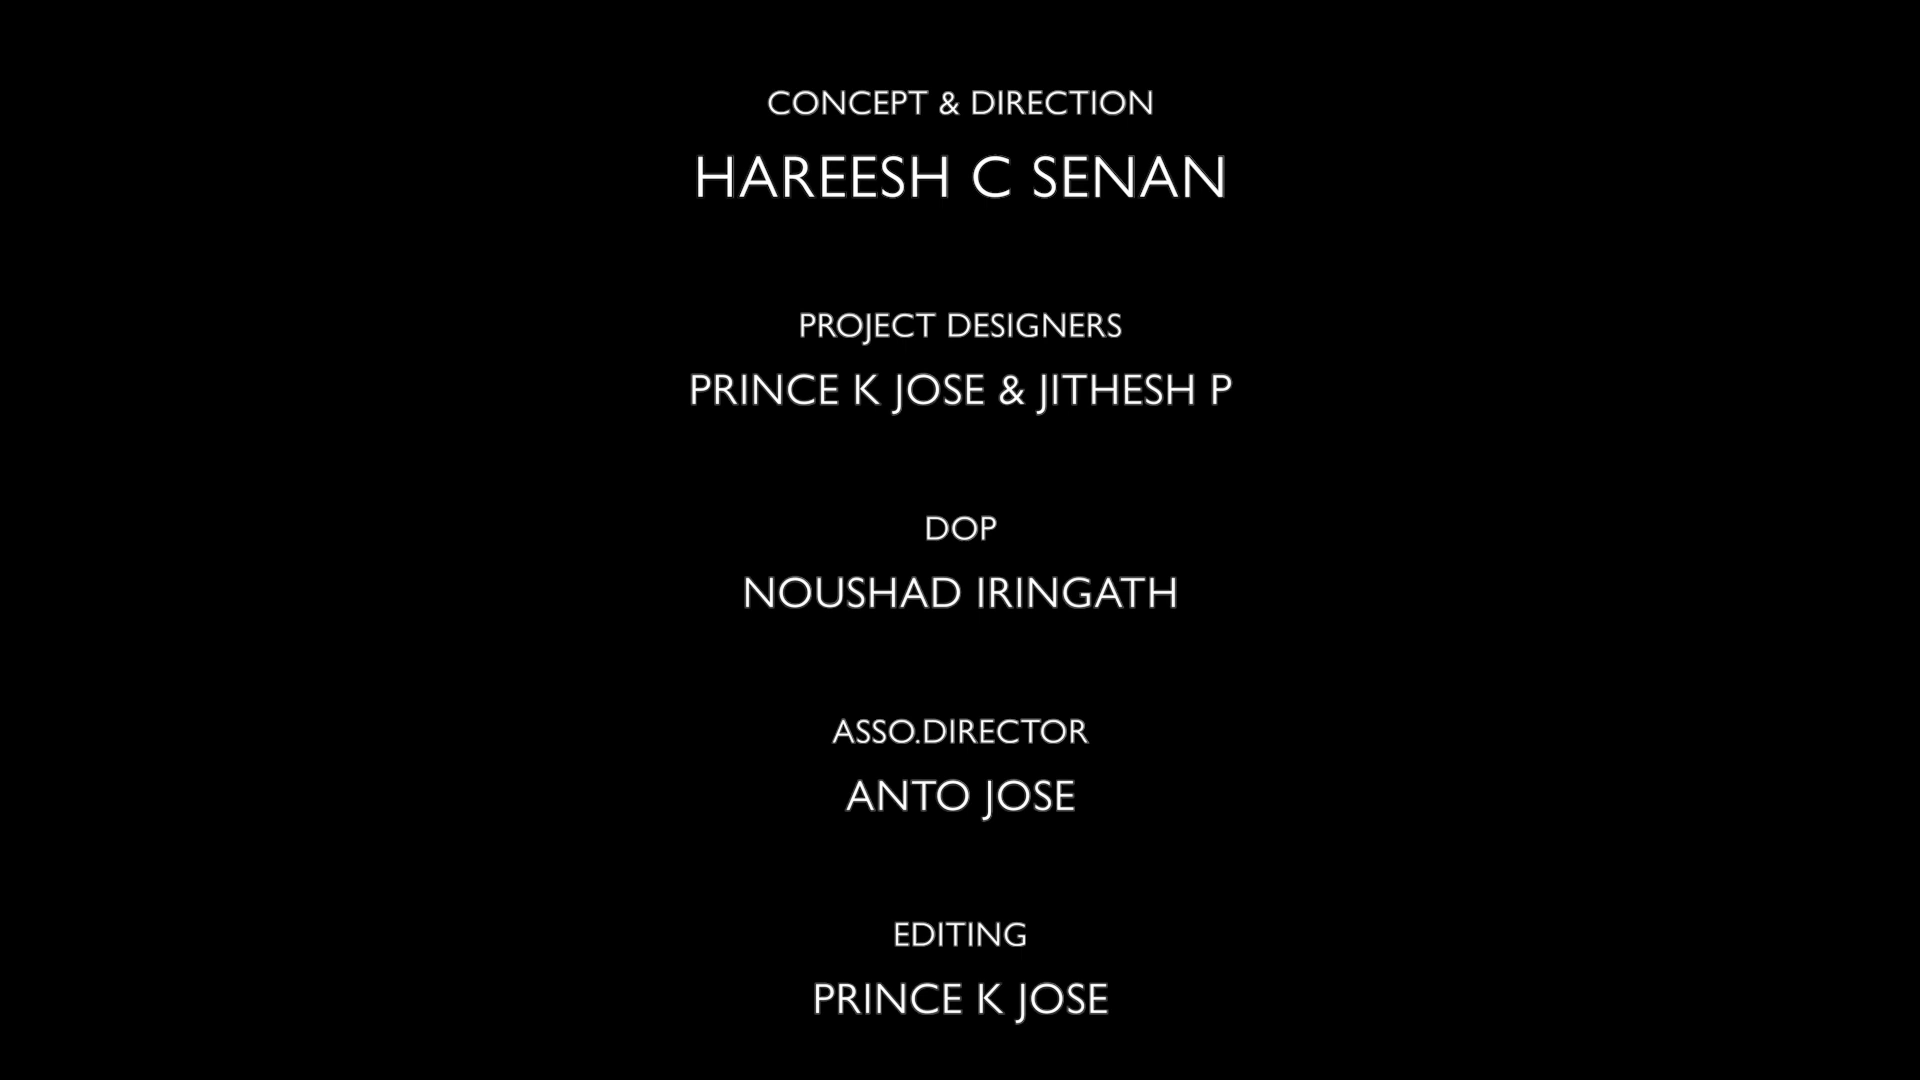 CONCEPT & DIRECTION
HAREESH C SENAN
PROJECT DESIGNERS
PRINCE K JOSE & JITHESH P
DOP
NOUSHAD IRINGATH
ASSO.DIRECTOR
ANTO JOSE
EDITING
PRINCE K JOSE